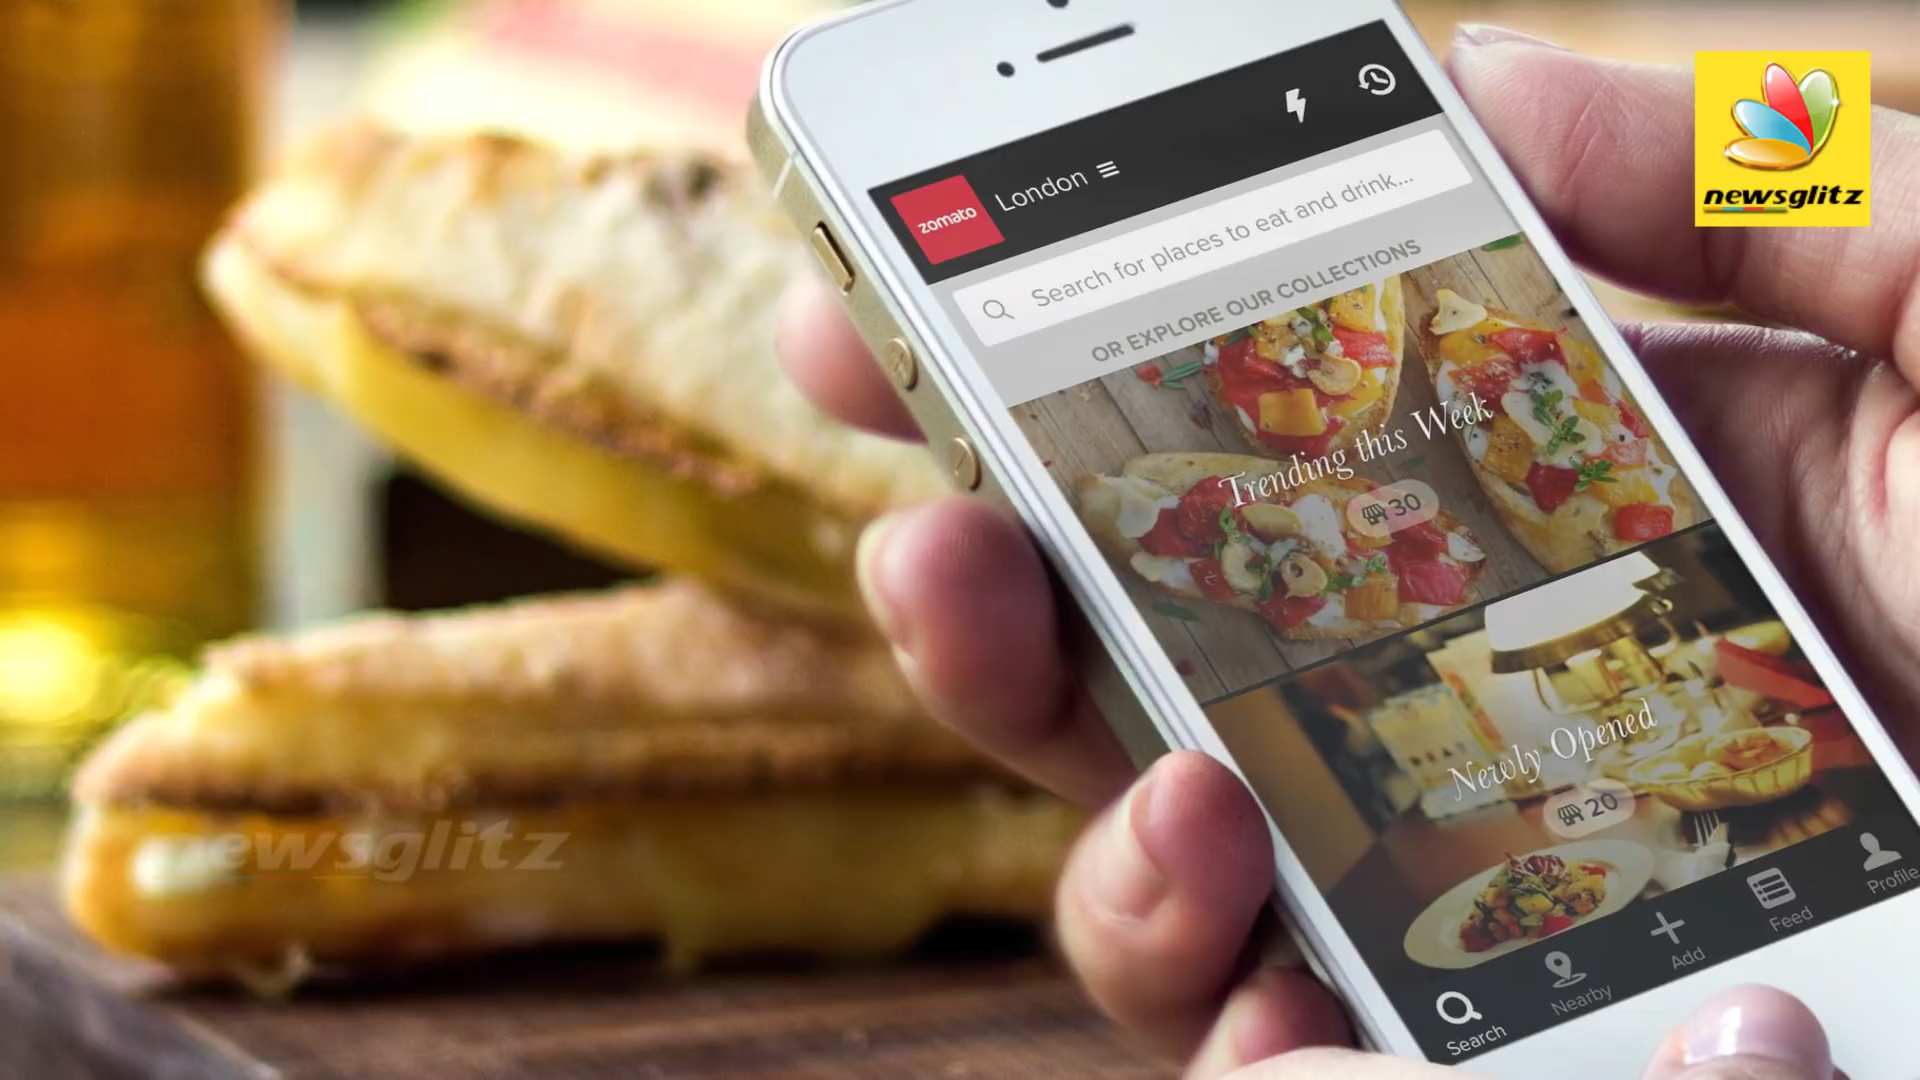 newsglitz
zomato
London
Search for places to eat and drink...
OR EXPLORE OUR COLLECTIONS
Trending this Week
30
Newly Opened
20
Search
Nearby
Add
Feed
Profile
newsglitz